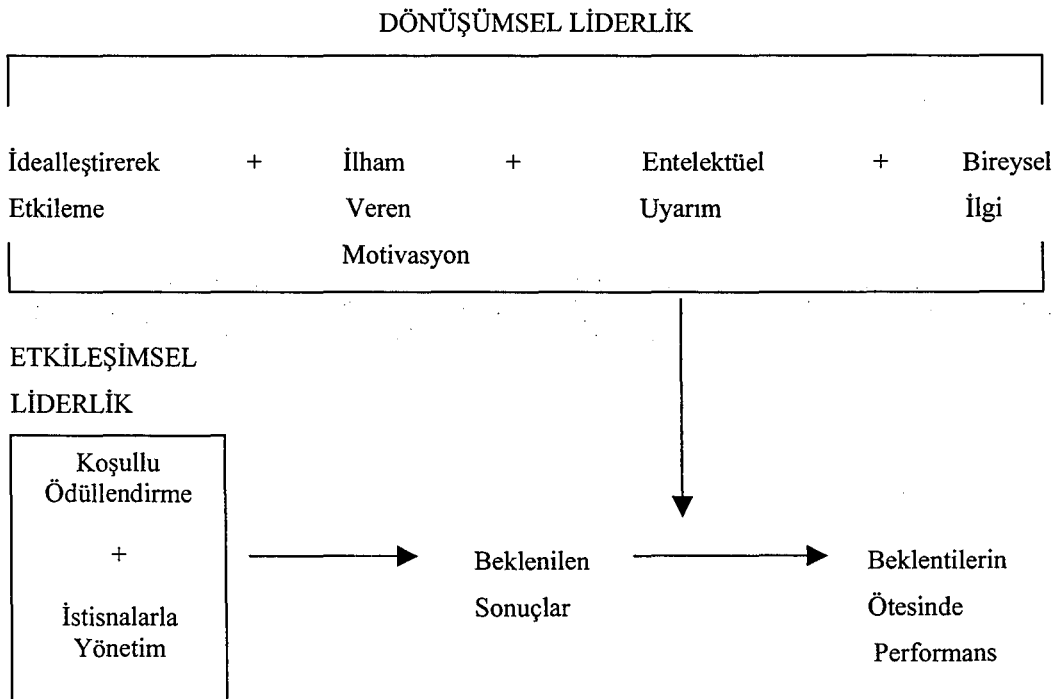 DÖNÜŞÜMSEL LİDERLİK
İdealleştirerek + İlham + Entelektüel + Bireysel
Etkileme Veren Uyarım İlgi
Motivasyon
ETKİLEŞİMSEL
LİDERLİK
Koşullu
Ödüllendirme
+
İstisnalarla
Yönetim
Beklenilen
Sonuçlar
Beklentilerin
Ötesinde
Performans